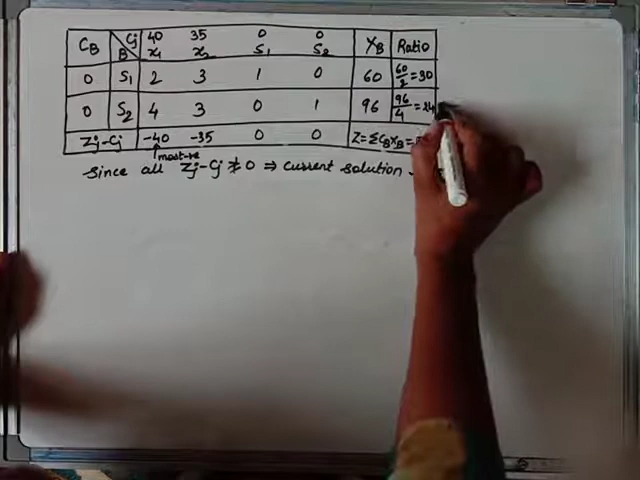 CB B Cj 40 x1 35 x2 0 S1 0 S2 XB Ratio
0 S1 2 3 1 0 60 60/2=30
0 S2 4 3 0 1 96 96/4=24
Zj-Cj -40 -35 0 0 Z=ΣCBXB=
↑most-ve
Since all Zj-Cj ≱ 0 ⇒ current solution